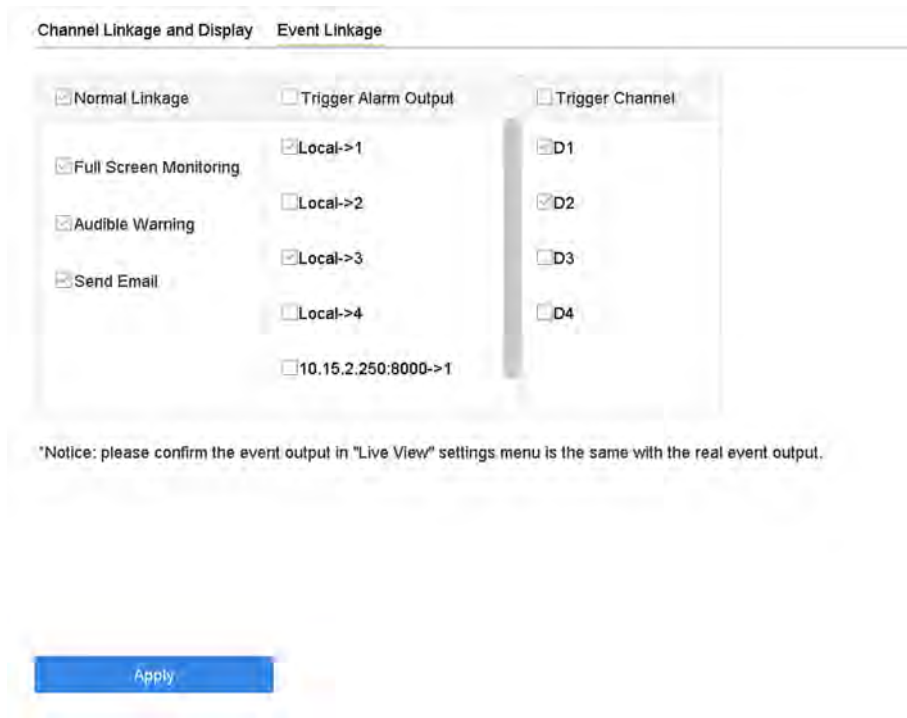 Channel Linkage and Display Event Linkage
Normal Linkage Trigger Alarm Output Trigger Channel
Full Screen Monitoring
Audible Warning
Send Email
Local->1
Local->2
Local->3
Local->4
10.15.2.250:8000->1
D1
D2
D3
D4
*Notice: please confirm the event output in "Live View" settings menu is the same with the real event output.
Apply